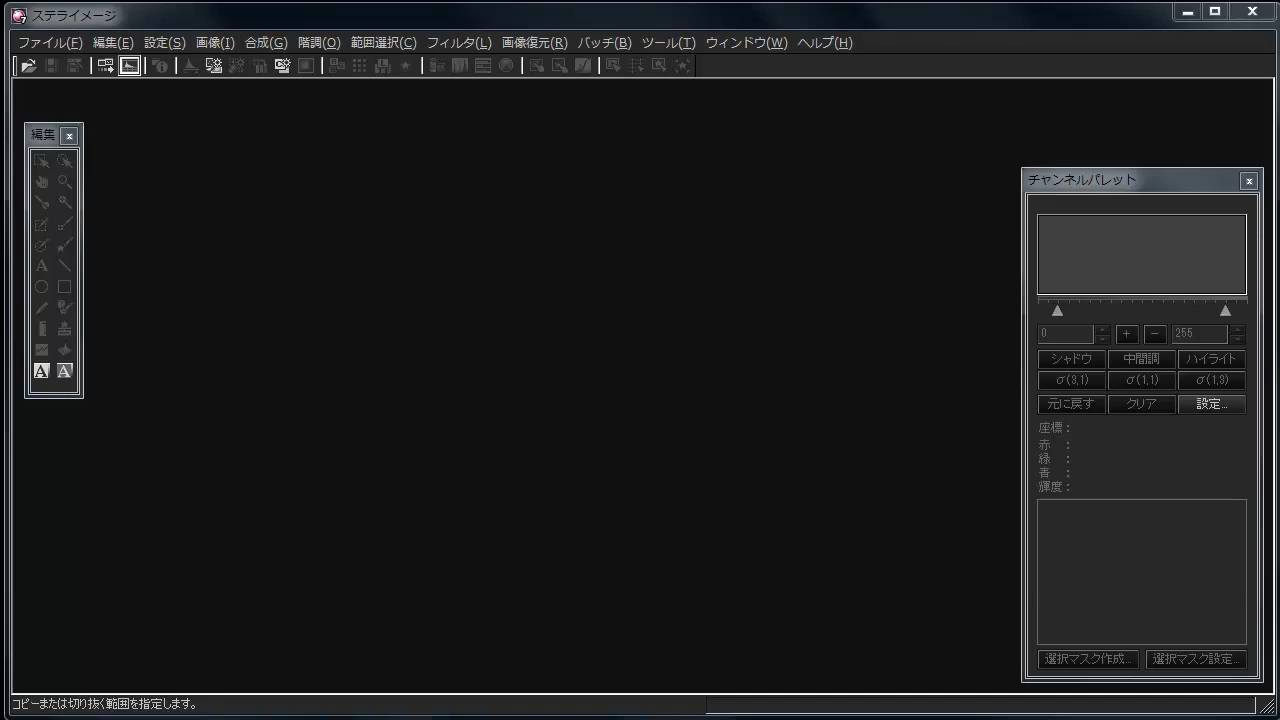 ステライメージ
ファイル(F) 編集(E) 設定(S) 画像(I) 合成(G) 階調(O) 範囲選択(C) フィルタ(L) 画像復元(R) バッチ(B) ツール(T) ウィンドウ(W) ヘルプ(H)
編集
A
A A
チャンネルパレット
0 + − 255
シャドウ 中間調 ハイライト
σ(3,1) σ(1,1) σ(1,3)
元に戻す クリア 設定...
座標：
赤 ：
緑 ：
青 ：
輝度：
選択マスク作成... 選択マスク設定...
コピーまたは切り抜く範囲を指定します。